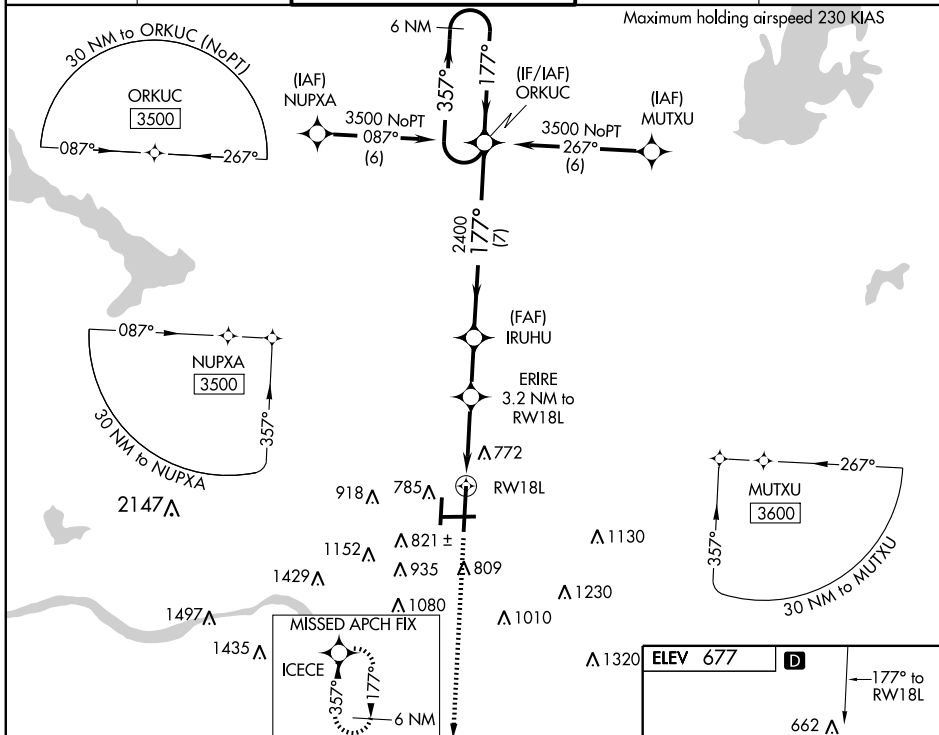 Maximum holding airspeed 230 KIAS
30 NM to ORKUC (NoPT)
ORKUC
3500
087°
267°
6 NM
357°
177°
(IAF)
NUPXA
3500 NoPT
087°
(6)
(IF/IAF)
ORKUC
3500 NoPT
267°
(6)
(IAF)
MUTXU
2400
177°
(7)
(FAF)
IRUHU
ERIRE
3.2 NM to
RW18L
087°
NUPXA
3500
357°
30 NM to NUPXA
267°
MUTXU
3600
357°
30 NM to MUTXU
772
RW18L
785
918
2147
821 ±
1130
1152
935
809
1429
1230
1080
1010
1497
1435
1320
MISSED APCH FIX
ICECE
357°
177°
6 NM
ELEV 677
D
177° to
RW18L
662